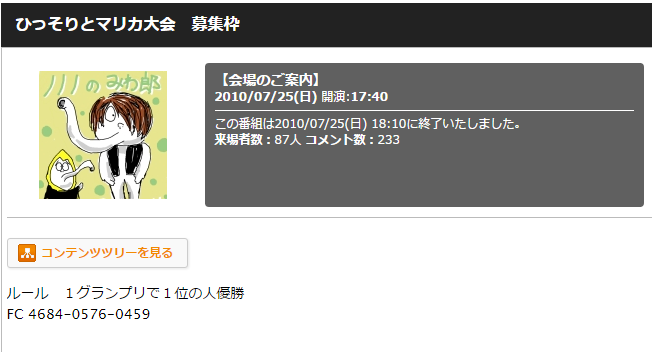 ひっそりとマリカ大会　募集枠
ノノノの みわ郎
【会場のご案内】
2010/07/25(日) 開演:17:40
この番組は2010/07/25(日) 18:10に終了いたしました。
来場者数：87人 コメント数：233
コンテンツツリーを見る
ルール　１グランプリで１位の人優勝
FC 4684-0576-0459